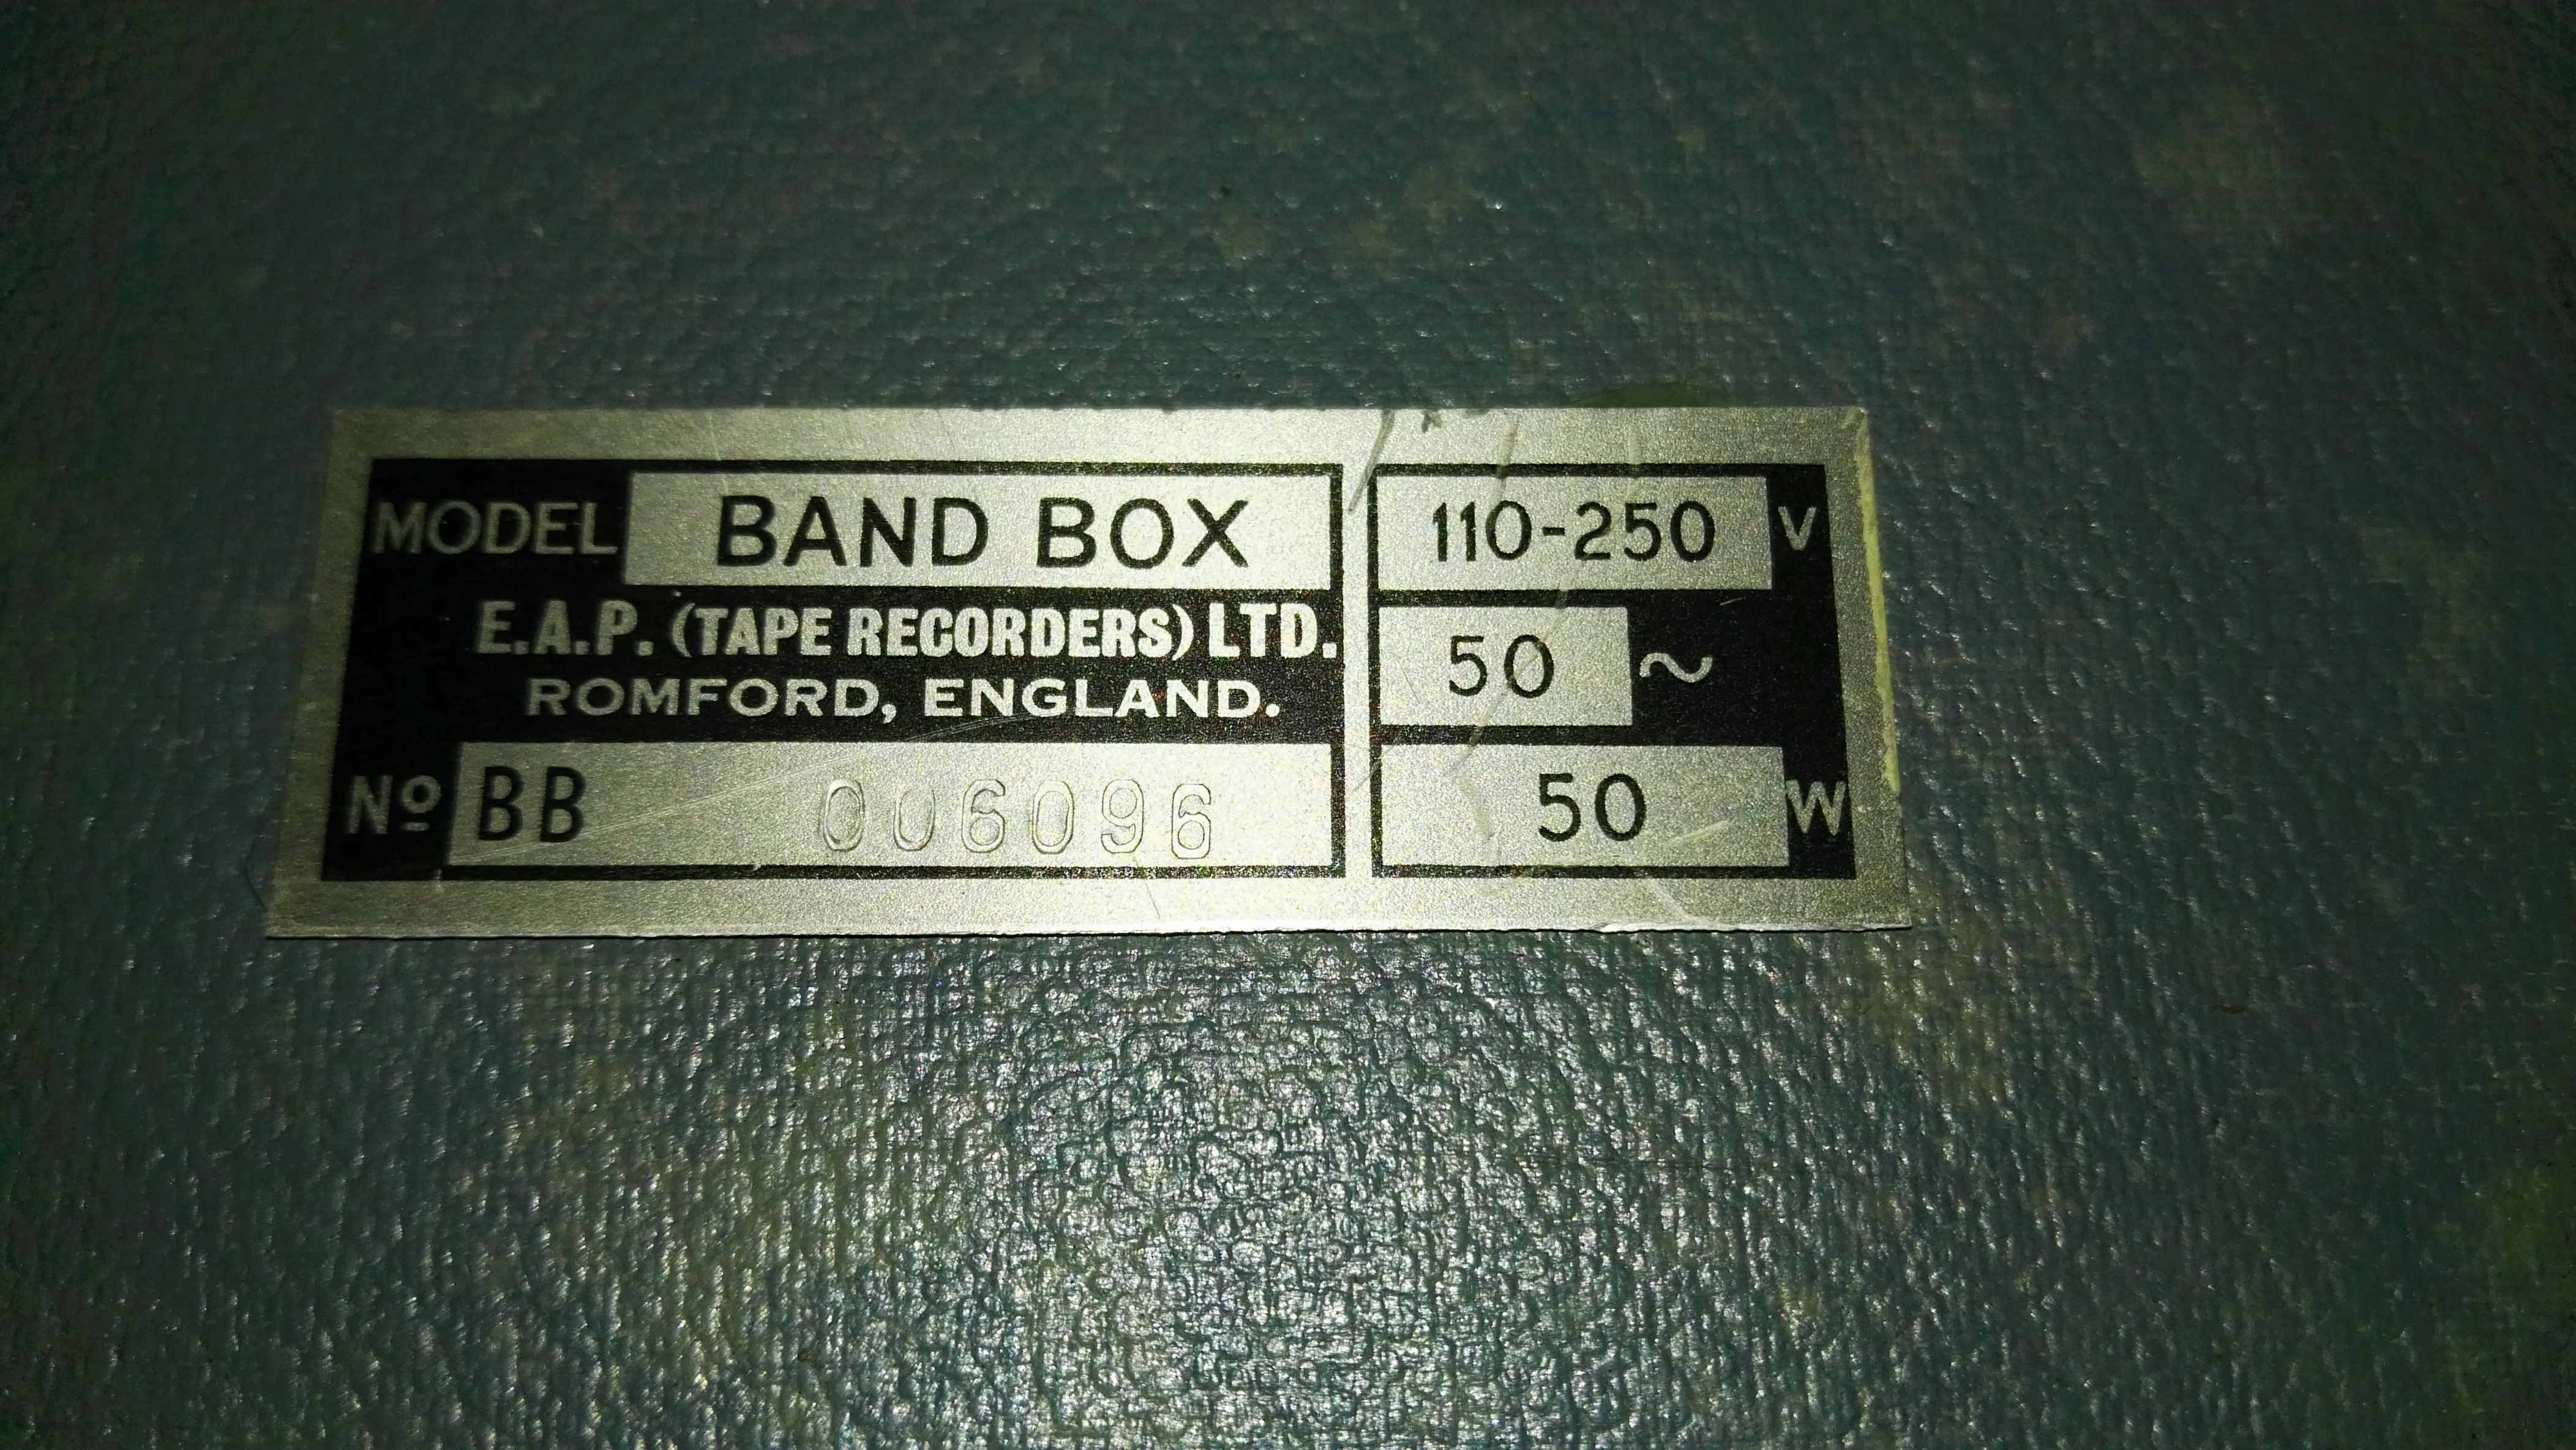 MODEL BAND BOX 110-250 V
E.A.P. (TAPE RECORDERS) LTD. 50 ~
ROMFORD, ENGLAND.
Nº BB 006096 50 W